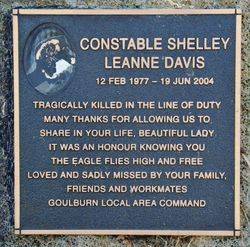 CONSTABLE SHELLEY
LEANNE DAVIS
12 FEB 1977 – 19 JUN 2004
TRAGICALLY KILLED IN THE LINE OF DUTY
MANY THANKS FOR ALLOWING US TO
SHARE IN YOUR LIFE, BEAUTIFUL LADY
IT WAS AN HONOUR KNOWING YOU
THE EAGLE FLIES HIGH AND FREE
LOVED AND SADLY MISSED BY YOUR FAMILY,
FRIENDS AND WORKMATES
GOULBURN LOCAL AREA COMMAND